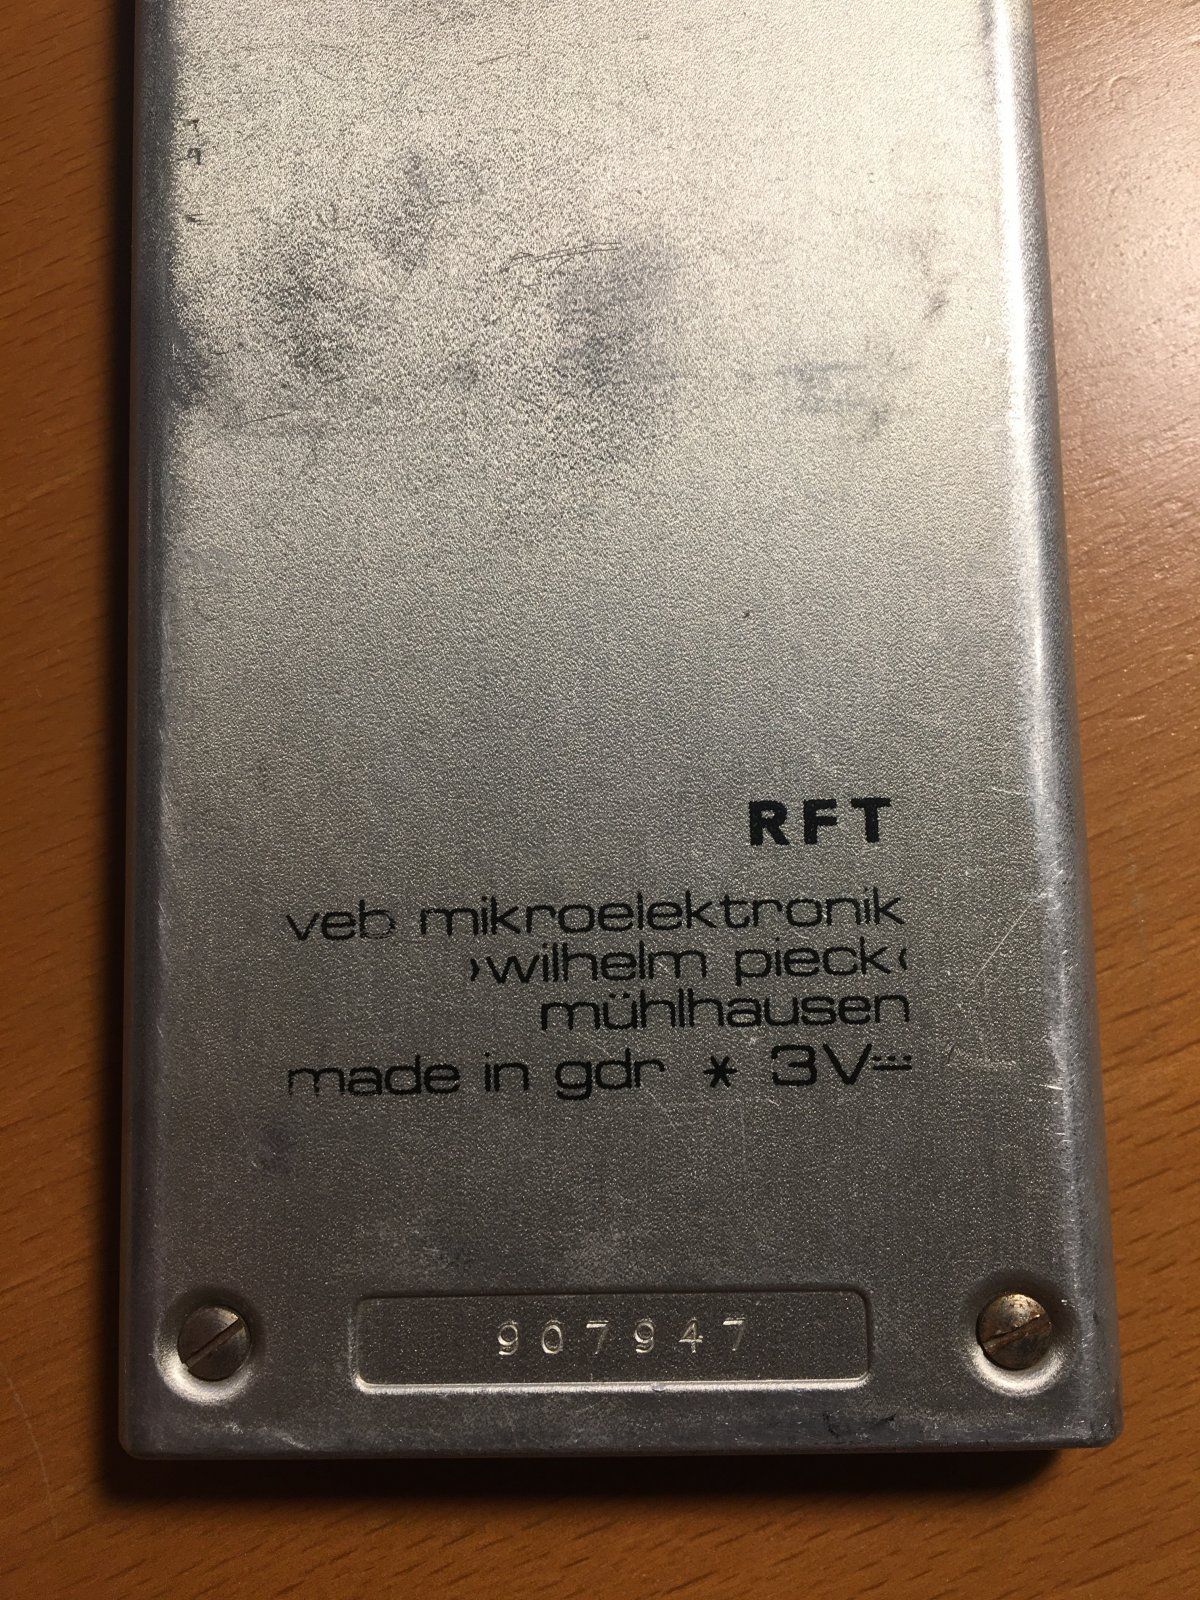 RFT
veb mikroelektronik
›wilhelm pieck‹
mühlhausen
made in gdr * 3V⎓
907947